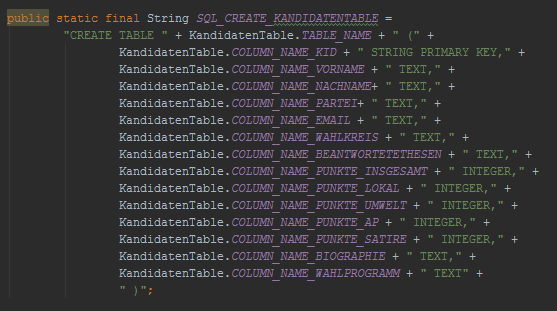 public static final String SQL_CREATE_KANDIDATENTABLE =
"CREATE TABLE " + KandidatenTable.TABLE_NAME + " (" +
KandidatenTable.COLUMN_NAME_KID + " STRING PRIMARY KEY," +
KandidatenTable.COLUMN_NAME_VORNAME + " TEXT," +
KandidatenTable.COLUMN_NAME_NACHNAME+ " TEXT," +
KandidatenTable.COLUMN_NAME_PARTEI+ " TEXT," +
KandidatenTable.COLUMN_NAME_EMAIL + " TEXT," +
KandidatenTable.COLUMN_NAME_WAHLKREIS + " TEXT," +
KandidatenTable.COLUMN_NAME_BEANTWORTETETHESEN + " TEXT," +
KandidatenTable.COLUMN_NAME_PUNKTE_INSGESAMT + " INTEGER," +
KandidatenTable.COLUMN_NAME_PUNKTE_LOKAL + " INTEGER," +
KandidatenTable.COLUMN_NAME_PUNKTE_UMWELT + " INTEGER," +
KandidatenTable.COLUMN_NAME_PUNKTE_AP + " INTEGER," +
KandidatenTable.COLUMN_NAME_PUNKTE_SATIRE + " INTEGER," +
KandidatenTable.COLUMN_NAME_BIOGRAPHIE + " TEXT," +
KandidatenTable.COLUMN_NAME_WAHLPROGRAMM + " TEXT" +
" )";